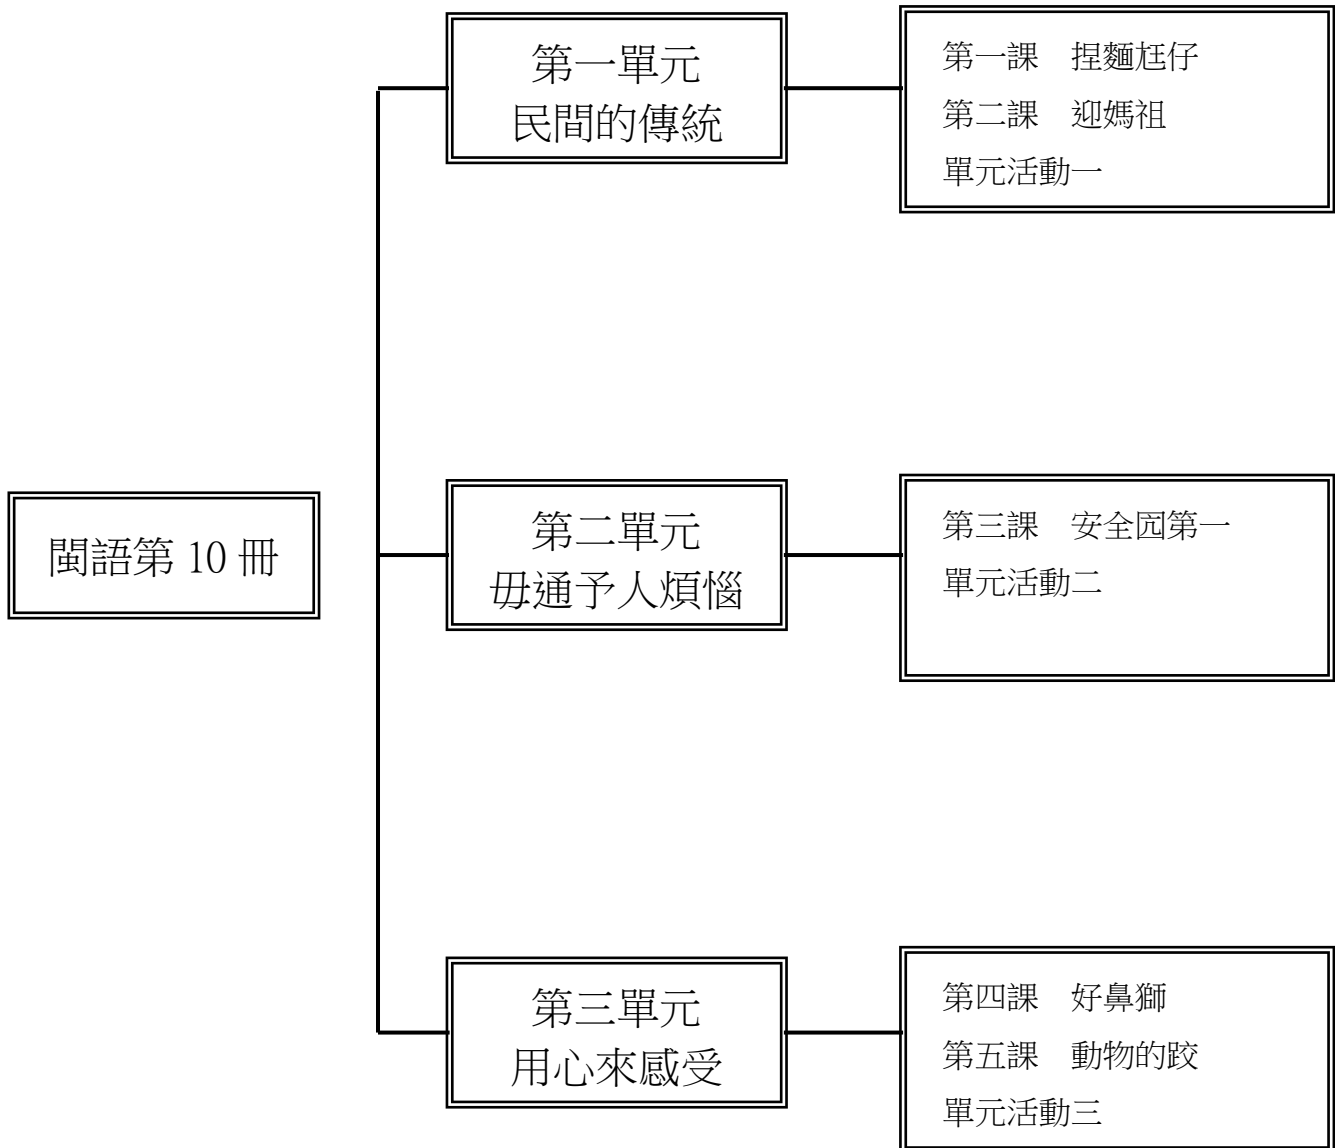 閩語第 10 冊
第一單元
民間的傳統
第一課　捏麵尪仔
第二課　迎媽祖
單元活動一
第二單元
毋通予人煩惱
第三課　安全囥第一
單元活動二
第三單元
用心來感受
第四課　好鼻獅
第五課　動物的跤
單元活動三